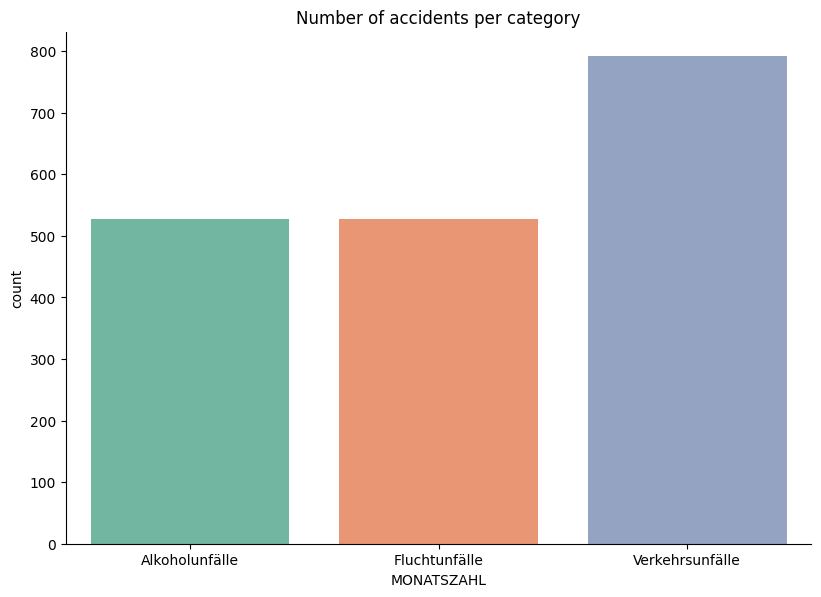 Number of accidents per category
800
700
600
500
400
300
200
100
0
count
Alkoholunfälle
Fluchtunfälle
Verkehrsunfälle
MONATSZAHL